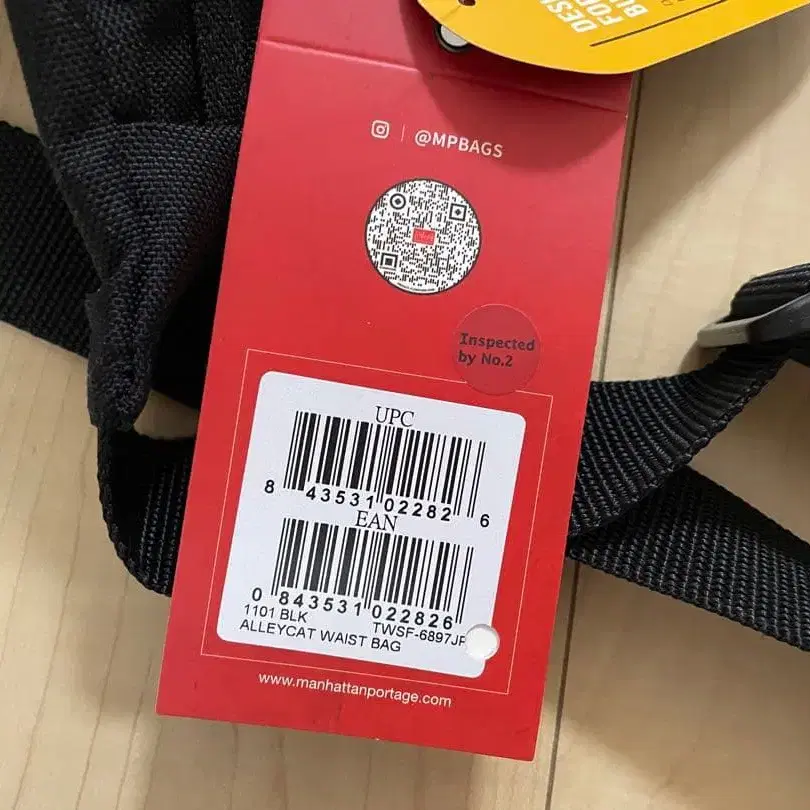 @MPBAGS
Inspected
by No.2
UPC
8 43531 02282 6
EAN
0 843531 022826
1101 BLK TWSF-6897JP
ALLEYCAT WAIST BAG
www.manhattanportage.com